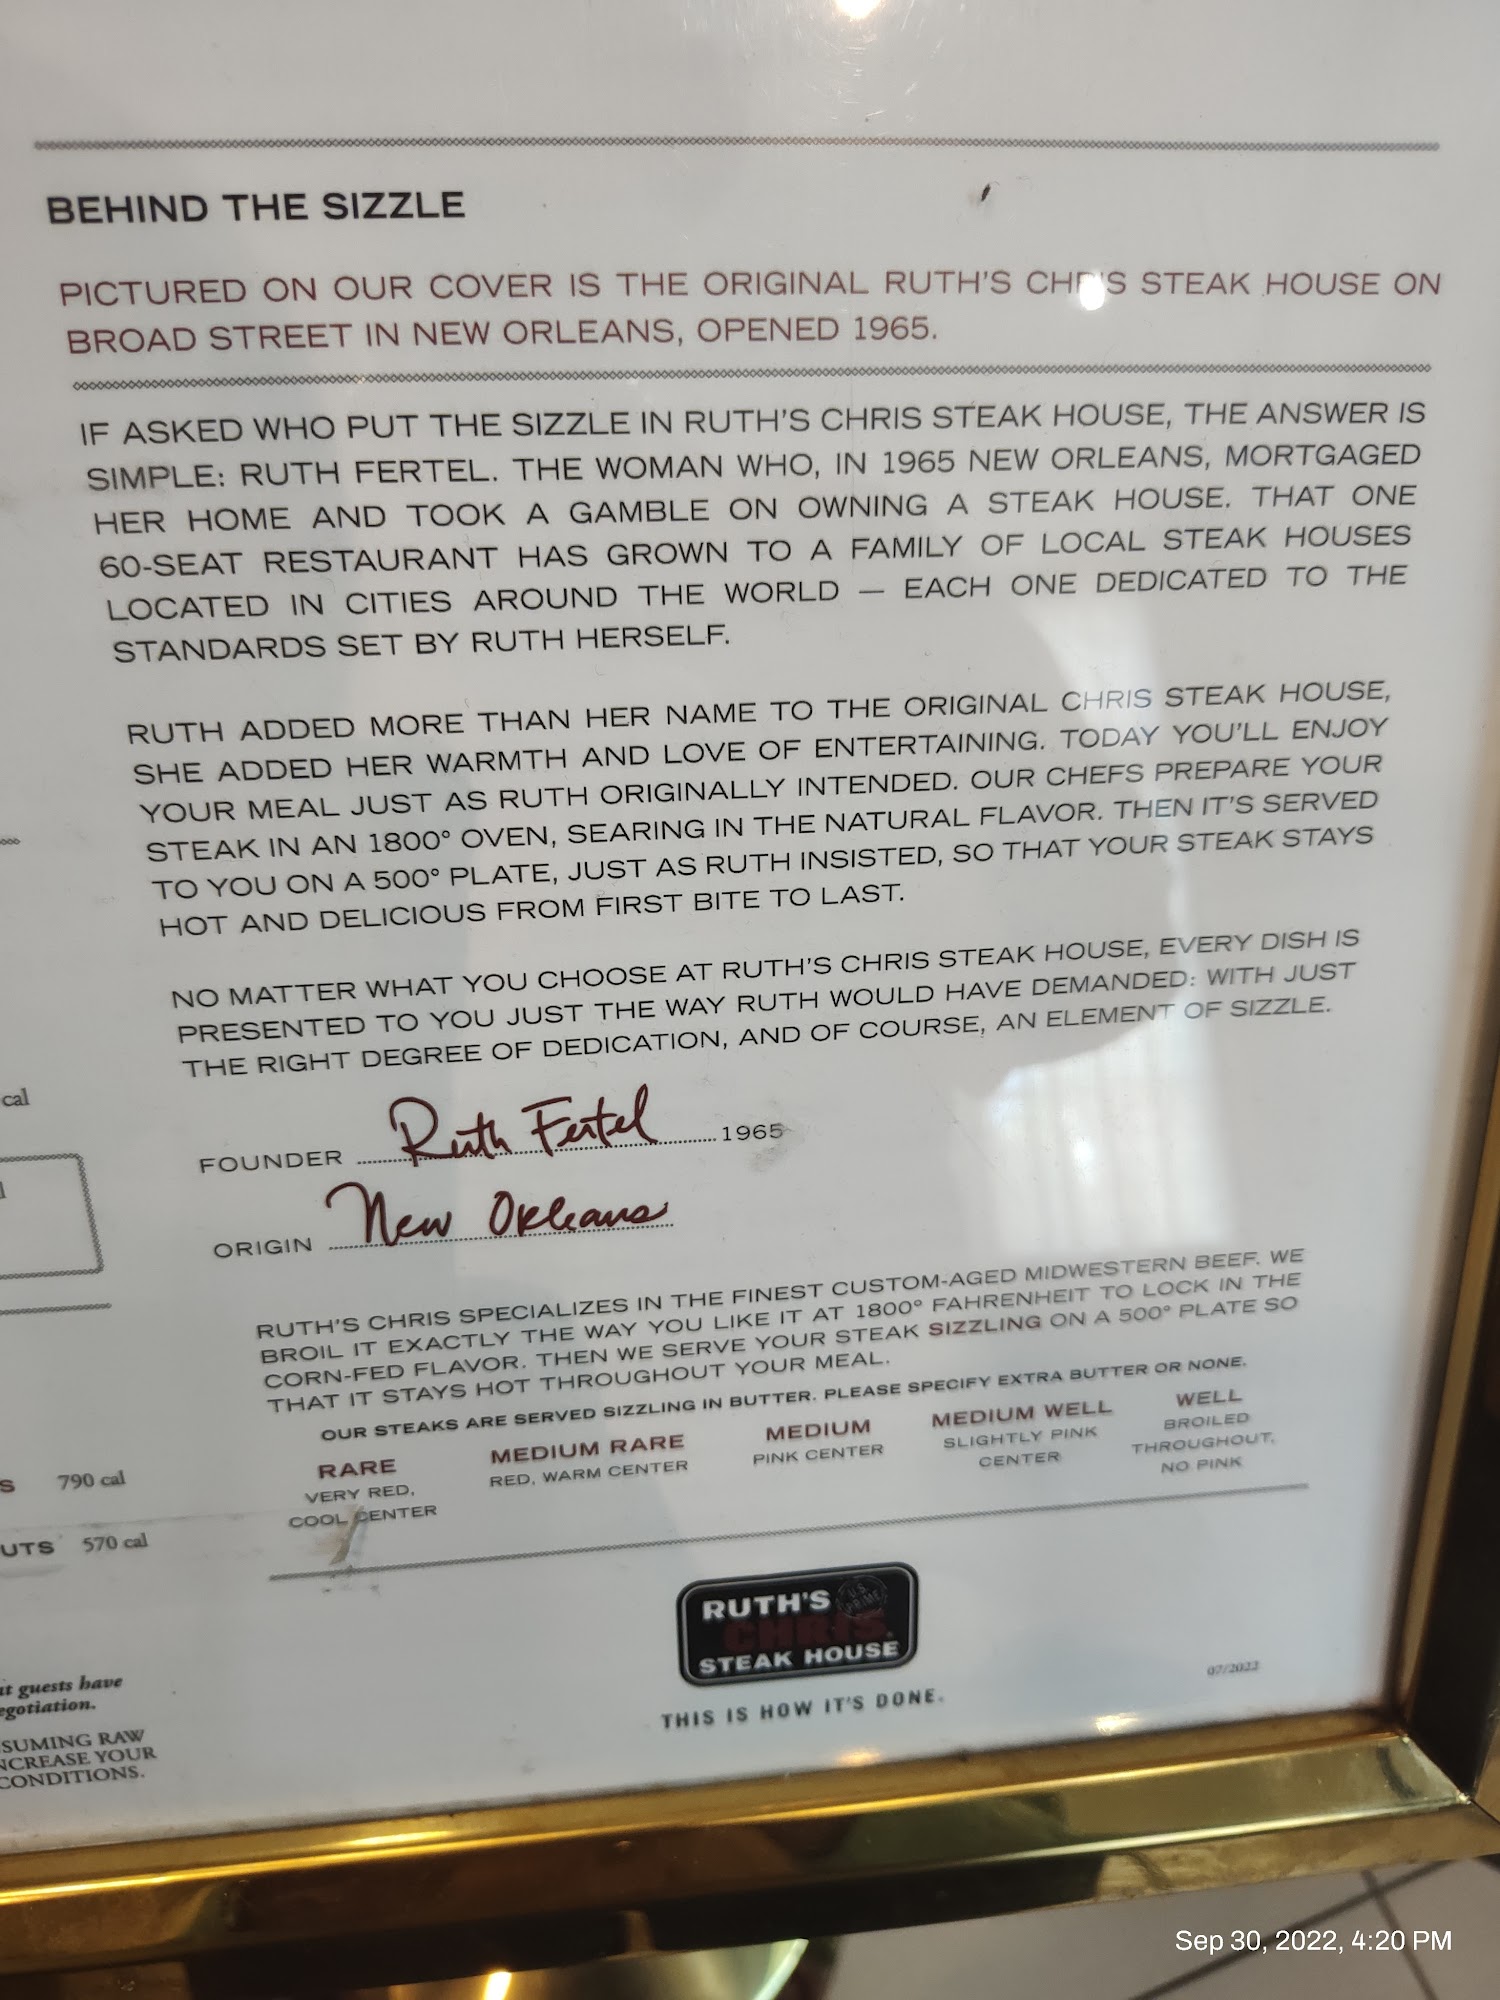 BEHIND THE SIZZLE
PICTURED ON OUR COVER IS THE ORIGINAL RUTH'S CHRIS STEAK HOUSE ON
BROAD STREET IN NEW ORLEANS, OPENED 1965.
IF ASKED WHO PUT THE SIZZLE IN RUTH'S CHRIS STEAK HOUSE, THE ANSWER IS
SIMPLE: RUTH FERTEL. THE WOMAN WHO, IN 1965 NEW ORLEANS, MORTGAGED
HER HOME AND TOOK A GAMBLE ON OWNING A STEAK HOUSE. THAT ONE
60-SEAT RESTAURANT HAS GROWN TO A FAMILY OF LOCAL STEAK HOUSES
LOCATED IN CITIES AROUND THE WORLD — EACH ONE DEDICATED TO THE
STANDARDS SET BY RUTH HERSELF.
RUTH ADDED MORE THAN HER NAME TO THE ORIGINAL CHRIS STEAK HOUSE,
SHE ADDED HER WARMTH AND LOVE OF ENTERTAINING. TODAY YOU'LL ENJOY
YOUR MEAL JUST AS RUTH ORIGINALLY INTENDED. OUR CHEFS PREPARE YOUR
STEAK IN AN 1800° OVEN, SEARING IN THE NATURAL FLAVOR. THEN IT'S SERVED
TO YOU ON A 500° PLATE, JUST AS RUTH INSISTED, SO THAT YOUR STEAK STAYS
HOT AND DELICIOUS FROM FIRST BITE TO LAST.
NO MATTER WHAT YOU CHOOSE AT RUTH'S CHRIS STEAK HOUSE, EVERY DISH IS
PRESENTED TO YOU JUST THE WAY RUTH WOULD HAVE DEMANDED: WITH JUST
THE RIGHT DEGREE OF DEDICATION, AND OF COURSE, AN ELEMENT OF SIZZLE.
cal
FOUNDER Ruth Fertel 1965
ORIGIN New Orleans
RUTH'S CHRIS SPECIALIZES IN THE FINEST CUSTOM-AGED MIDWESTERN BEEF. WE
BROIL IT EXACTLY THE WAY YOU LIKE IT AT 1800° FAHRENHEIT TO LOCK IN THE
CORN-FED FLAVOR. THEN WE SERVE YOUR STEAK SIZZLING ON A 500° PLATE SO
THAT IT STAYS HOT THROUGHOUT YOUR MEAL.
OUR STEAKS ARE SERVED SIZZLING IN BUTTER. PLEASE SPECIFY EXTRA BUTTER OR NONE.
RARE
VERY RED,
COOL CENTER
MEDIUM RARE
RED, WARM CENTER
MEDIUM
PINK CENTER
MEDIUM WELL
SLIGHTLY PINK
CENTER
WELL
BROILED
THROUGHOUT,
NO PINK
S 790 cal
UTS 570 cal
guests have
egotiation.
SUMING RAW
NCREASE YOUR
CONDITIONS.
RUTH'S U.S. PRIME
CHRIS
STEAK HOUSE
THIS IS HOW IT'S DONE.
07/2022
Sep 30, 2022, 4:20 PM